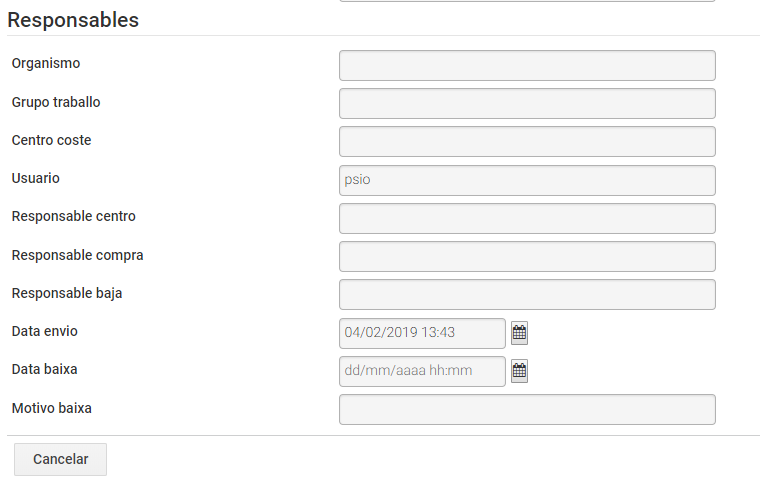 Responsables
Organismo
Grupo traballo
Centro coste
Usuario psio
Responsable centro
Responsable compra
Responsable baja
Data envio 04/02/2019 13:43
Data baixa dd/mm/aaaa hh:mm
Motivo baixa
Cancelar